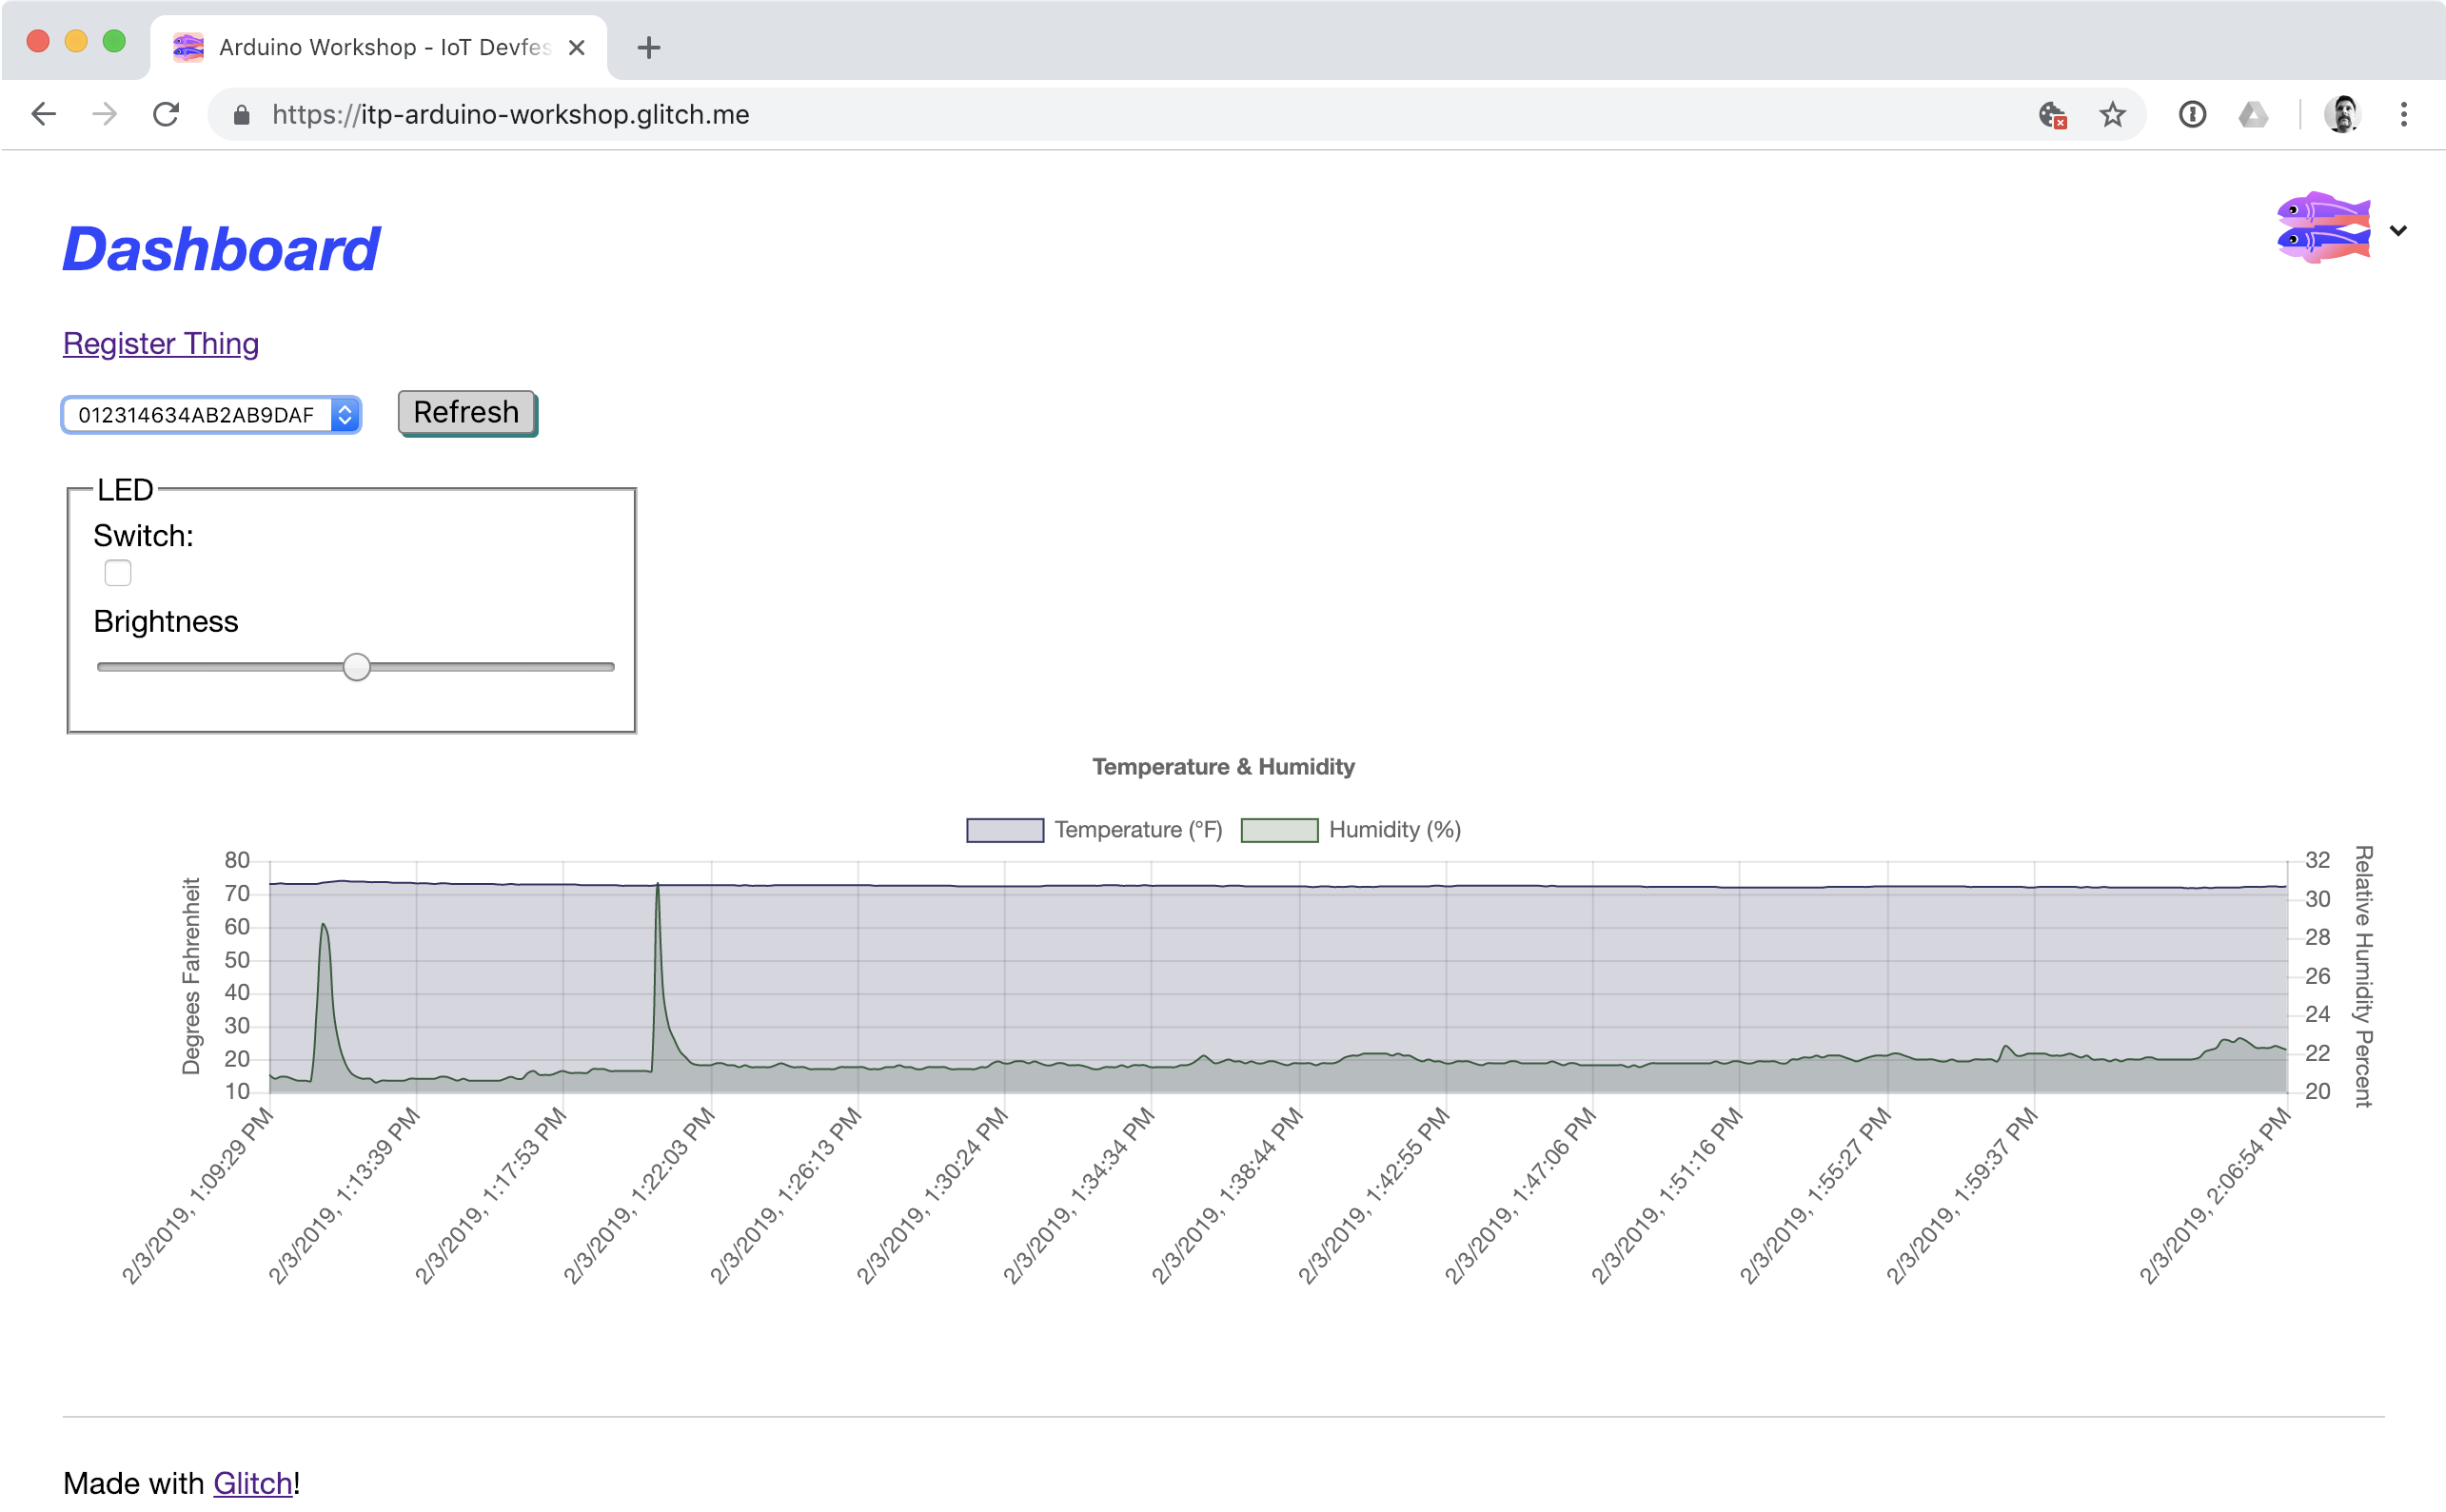 Arduino Workshop - IoT Devfes
https://itp-arduino-workshop.glitch.me
Dashboard
Register Thing
012314634AB2AB9DAF
Refresh
LED
Switch:
Brightness
Temperature & Humidity
Temperature (°F)
Humidity (%)
Degrees Fahrenheit
80
70
60
50
40
30
20
10
32
30
28
26
24
22
20
Relative Humidity Percent
2/3/2019, 1:09:29 PM
2/3/2019, 1:13:39 PM
2/3/2019, 1:17:53 PM
2/3/2019, 1:22:03 PM
2/3/2019, 1:26:13 PM
2/3/2019, 1:30:24 PM
2/3/2019, 1:34:34 PM
2/3/2019, 1:38:44 PM
2/3/2019, 1:42:55 PM
2/3/2019, 1:47:06 PM
2/3/2019, 1:51:16 PM
2/3/2019, 1:55:27 PM
2/3/2019, 1:59:37 PM
2/3/2019, 2:06:54 PM
Made with Glitch!